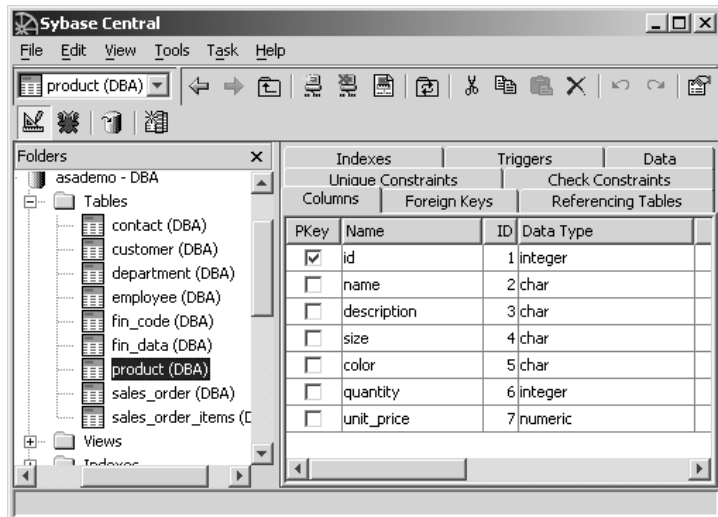 Sybase Central
File Edit View Tools Task Help
product (DBA)
Folders
asademo - DBA
Tables
contact (DBA)
customer (DBA)
department (DBA)
employee (DBA)
fin_code (DBA)
fin_data (DBA)
product (DBA)
sales_order (DBA)
sales_order_items (D
Views
Indexes
Indexes Triggers Data
Unique Constraints Check Constraints
Columns Foreign Keys Referencing Tables
PKey Name ID Data Type
id 1 integer
name 2 char
description 3 char
size 4 char
color 5 char
quantity 6 integer
unit_price 7 numeric